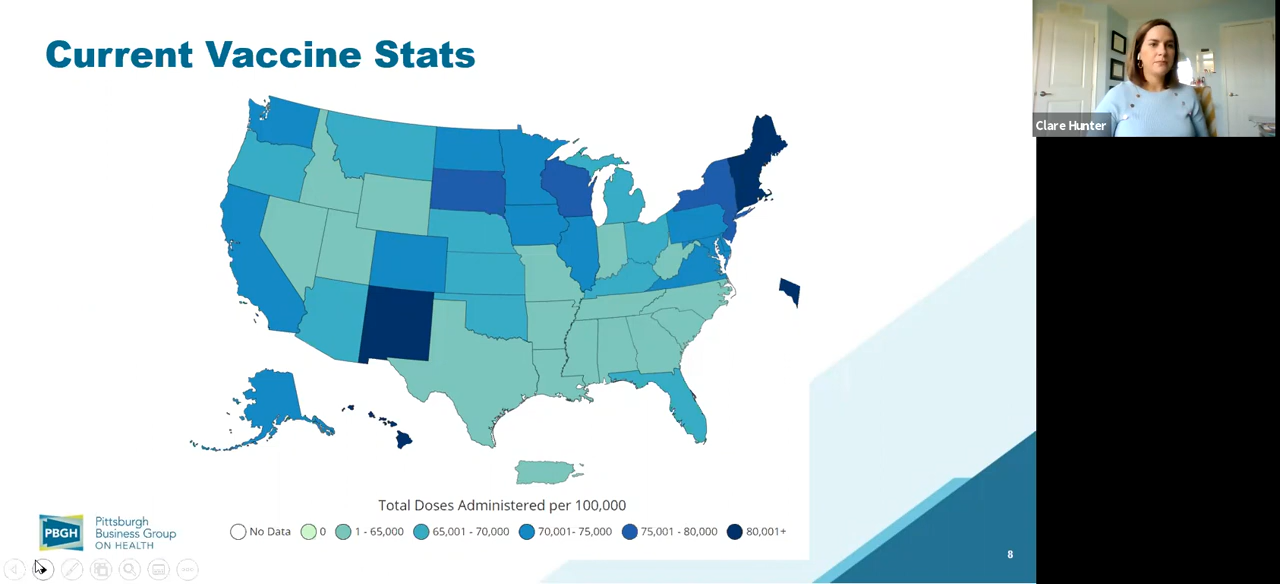 Current Vaccine Stats
Clare Hunter
Total Doses Administered per 100,000
No Data 0 1 - 65,000 65,001 - 70,000 70,001- 75,000 75,001 - 80,000 80,001+
PBGH
Pittsburgh
Business Group
ON HEALTH
8